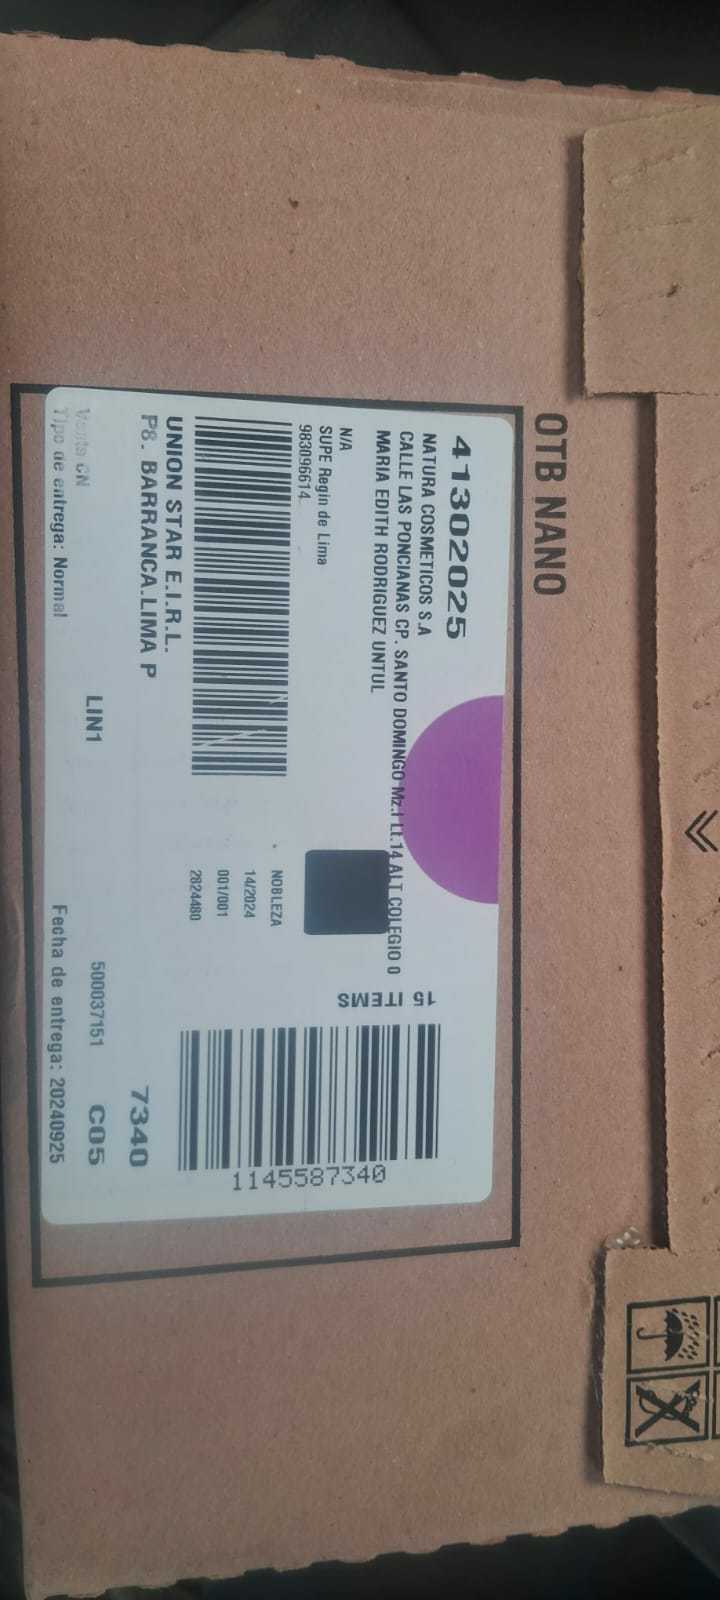 OTB NANO
41302025
NATURA COSMETICOS S.A
CALLE LAS PONCIANAS CP. SANTO DOMINGO Mz.I Lt.14 ALT COLEGIO 0
MARIA EDITH RODRIGUEZ UNTUL
15 ITEMS
N/A
SUPE Regin de Lima
983096614.
1145587340
NOBLEZA
14/2024
001/001
2824480
UNION STAR E.I.R.L.
P8. BARRANCA.LIMA P
7340
Venta CN
LIN1
500037151
C05
Tipo de entrega: Normal
Fecha de entrega: 20240925